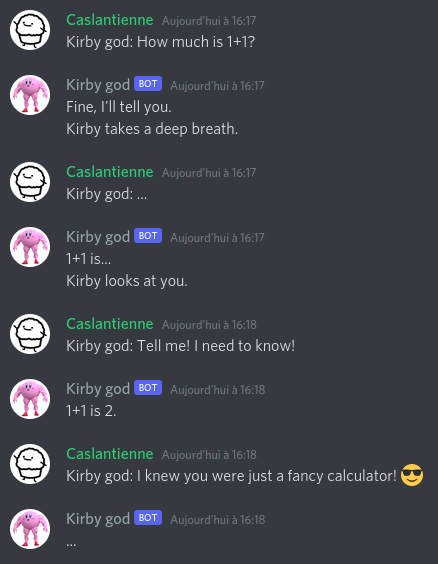 Caslantienne Aujourd'hui à 16:17
Kirby god: How much is 1+1?
Kirby god BOT Aujourd'hui à 16:17
Fine, I'll tell you.
Kirby takes a deep breath.
Caslantienne Aujourd'hui à 16:17
Kirby god: ...
Kirby god BOT Aujourd'hui à 16:17
1+1 is...
Kirby looks at you.
Caslantienne Aujourd'hui à 16:18
Kirby god: Tell me! I need to know!
Kirby god BOT Aujourd'hui à 16:18
1+1 is 2.
Caslantienne Aujourd'hui à 16:18
Kirby god: I knew you were just a fancy calculator! 😎
Kirby god BOT Aujourd'hui à 16:18
...